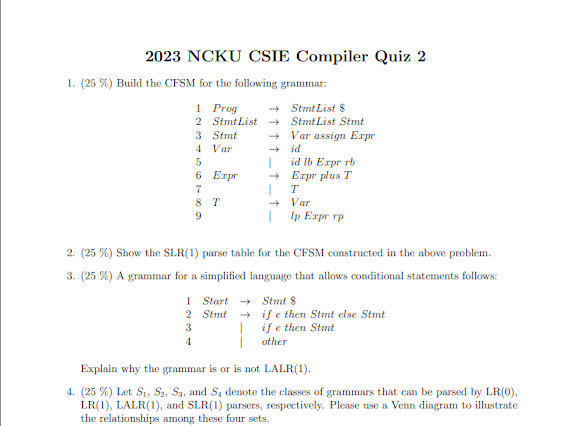 2023 NCKU CSIE Compiler Quiz 2
1. (25 %) Build the CFSM for the following grammar:
1 Prog → StmtList $
2 StmtList → StmtList Stmt
3 Stmt → Var assign Expr
4 Var → id
5 | id lb Expr rb
6 Expr → Expr plus T
7 | T
8 T → Var
9 | lp Expr rp
2. (25 %) Show the SLR(1) parse table for the CFSM constructed in the above problem.
3. (25 %) A grammar for a simplified language that allows conditional statements follows:
1 Start → Stmt $
2 Stmt → if e then Stmt else Stmt
3 | if e then Stmt
4 | other
Explain why the grammar is or is not LALR(1).
4. (25 %) Let S₁, S₂, S₃, and S₄ denote the classes of grammars that can be parsed by LR(0),
LR(1), LALR(1), and SLR(1) parsers, respectively. Please use a Venn diagram to illustrate
the relationships among these four sets.